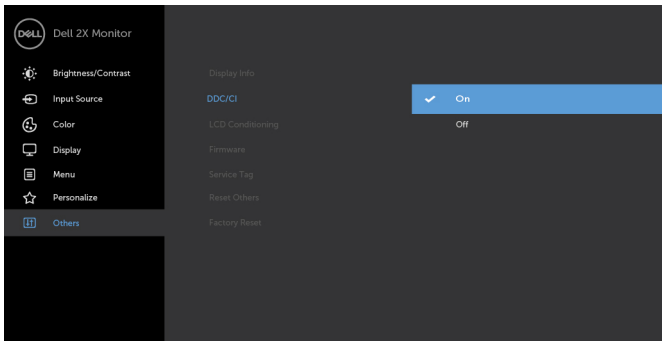 DELL Dell 2X Monitor
Brightness/Contrast Display Info
Input Source DDC/CI On
Color LCD Conditioning Off
Display Firmware
Menu Service Tag
Personalize Reset Others
Others Factory Reset